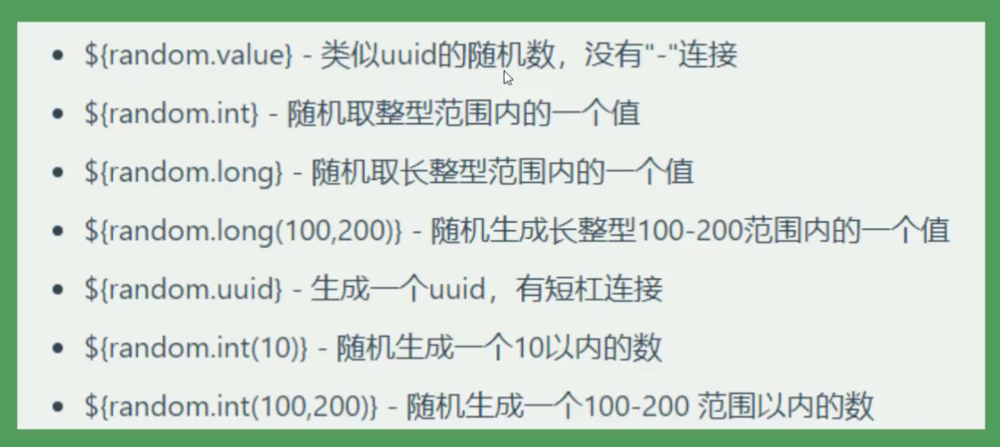 • ${random.value} - 类似uuid的随机数，没有"-"连接
• ${random.int} - 随机取整型范围内的一个值
• ${random.long} - 随机取长整型范围内的一个值
• ${random.long(100,200)} - 随机生成长整型100-200范围内的一个值
• ${random.uuid} - 生成一个uuid，有短杠连接
• ${random.int(10)} - 随机生成一个10以内的数
• ${random.int(100,200)} - 随机生成一个100-200 范围以内的数